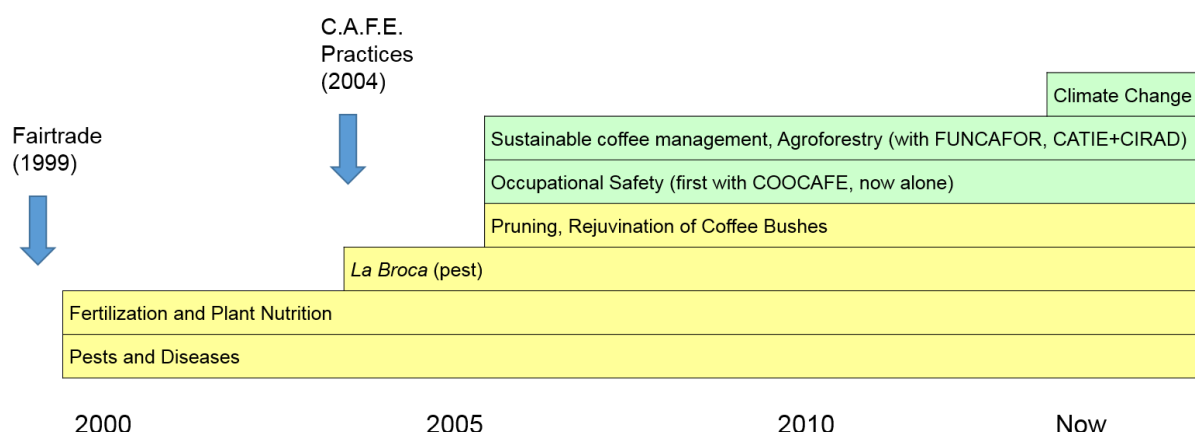 C.A.F.E.
Practices
(2004)
Fairtrade
(1999)
Climate Change
Sustainable coffee management, Agroforestry (with FUNCAFOR, CATIE+CIRAD)
Occupational Safety (first with COOCAFE, now alone)
Pruning, Rejuvination of Coffee Bushes
La Broca (pest)
Fertilization and Plant Nutrition
Pests and Diseases
2000 2005 2010 Now